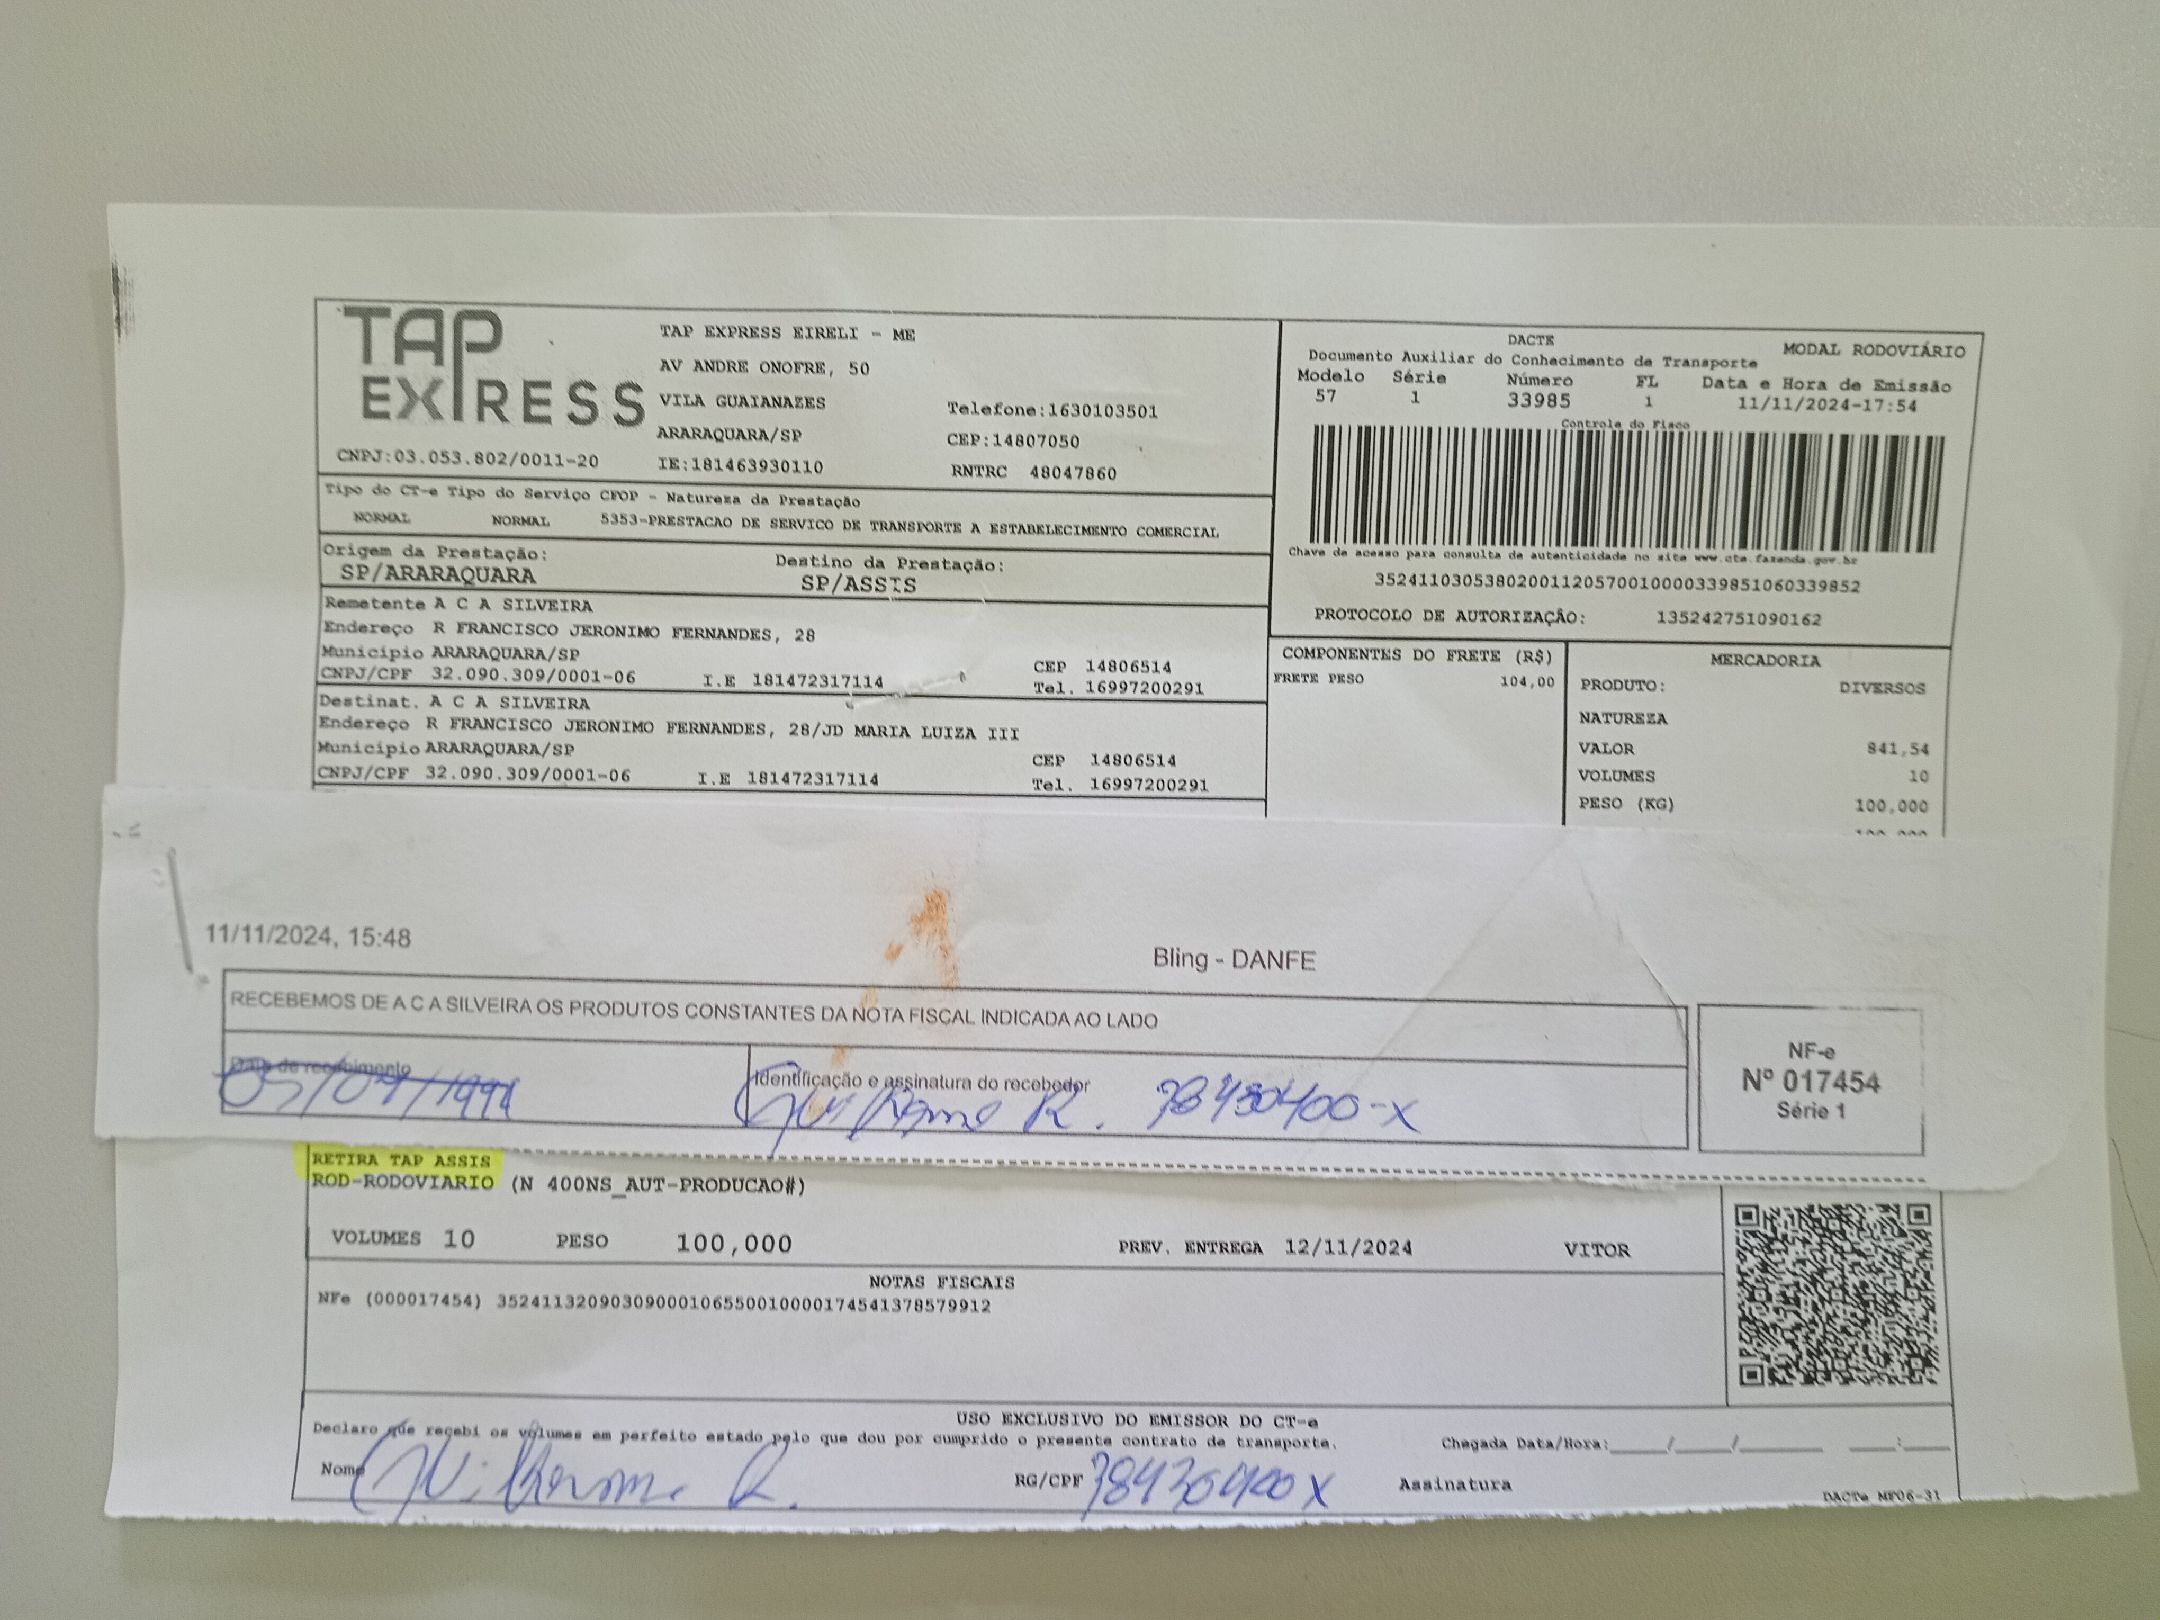 TAP EXPRESS
TAP EXPRESS EIRELI - ME
AV ANDRE ONOFRE, 50
VILA GUAIANAZES
Telefone:1630103501
ARARAQUARA/SP
CEP:14807050
CNPJ:03.053.802/0011-20
IE:181463930110
RNTRC 48047860
DACTE
MODAL RODOVIÁRIO
Documento Auxiliar do Conhecimento de Transporte
Modelo Série Número FL Data e Hora de Emissão
57 1 33985 1 11/11/2024-17:54
Controle do Fisco
Chave de acesso para consulta de autenticidade no site www.cte.fazenda.gov.br
35241103053802001120570010000339851060339852
PROTOCOLO DE AUTORIZAÇÃO: 135242751090162
Tipo do CT-e Tipo do Serviço CFOP - Natureza da Prestação
NORMAL NORMAL 5353-PRESTACAO DE SERVICO DE TRANSPORTE A ESTABELECIMENTO COMERCIAL
Origem da Prestação: Destino da Prestação:
SP/ARARAQUARA SP/ASSIS
Remetente A C A SILVEIRA
Endereço R FRANCISCO JERONIMO FERNANDES, 28
Município ARARAQUARA/SP CEP 14806514
CNPJ/CPF 32.090.309/0001-06 I.E 181472317114 Tel. 16997200291
Destinat. A C A SILVEIRA
Endereço R FRANCISCO JERONIMO FERNANDES, 28/JD MARIA LUIZA III
Município ARARAQUARA/SP CEP 14806514
CNPJ/CPF 32.090.309/0001-06 I.E 181472317114 Tel. 16997200291
COMPONENTES DO FRETE (R$)
FRETE PESO 104,00
MERCADORIA
PRODUTO: DIVERSOS
NATUREZA
VALOR 841,54
VOLUMES 10
PESO (KG) 100,000
11/11/2024, 15:48
Bling - DANFE
RECEBEMOS DE A C A SILVEIRA OS PRODUTOS CONSTANTES DA NOTA FISCAL INDICADA AO LADO
Data de recebimento
Identificação e assinatura do recebedor
Guilherme R. 78430400-X
NF-e
Nº 017454
Série 1
RETIRA TAP ASSIS
ROD-RODOVIARIO (N 400NS_AUT-PRODUCAO#)
VOLUMES 10 PESO 100,000 PREV. ENTREGA 12/11/2024 VITOR
NOTAS FISCAIS
NFe (000017454) 35241132090309000106550010000174541378579912
USO EXCLUSIVO DO EMISSOR DO CT-e
Declaro que recebi os volumes em perfeito estado pelo que dou por cumprido o presente contrato de transporte.
Chegada Data/Hora:____/____/______ ___:___
Nome Guilherme R. RG/CPF 78430400X Assinatura
DACTe MF06-31